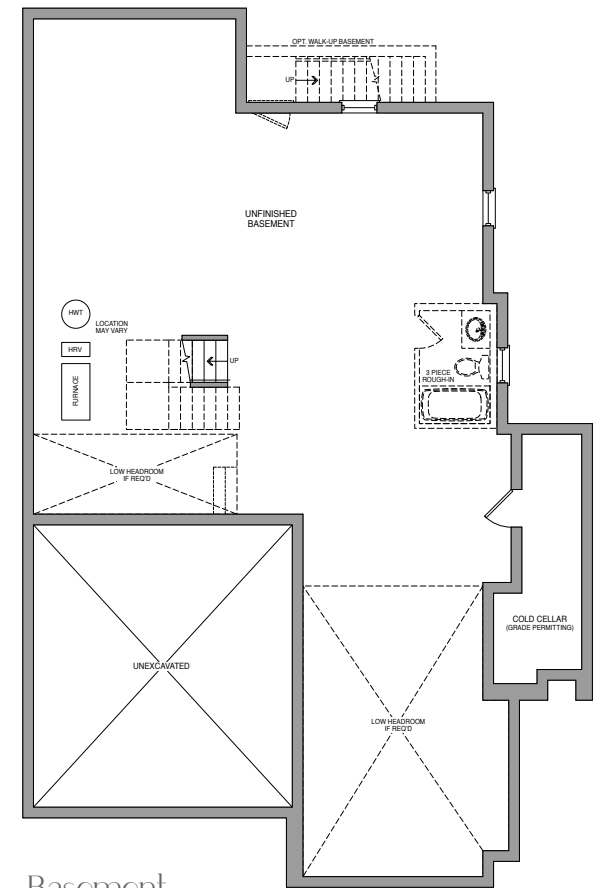 OPT. WALK-UP BASEMENT
UP
UNFINISHED
BASEMENT
HWT
LOCATION
MAY VARY
HRV
FURNACE
UP
3 PIECE
ROUGH-IN
LOW HEADROOM
IF REQ'D
COLD CELLAR
(GRADE PERMITTING)
UNEXCAVATED
LOW HEADROOM
IF REQ'D
Basement